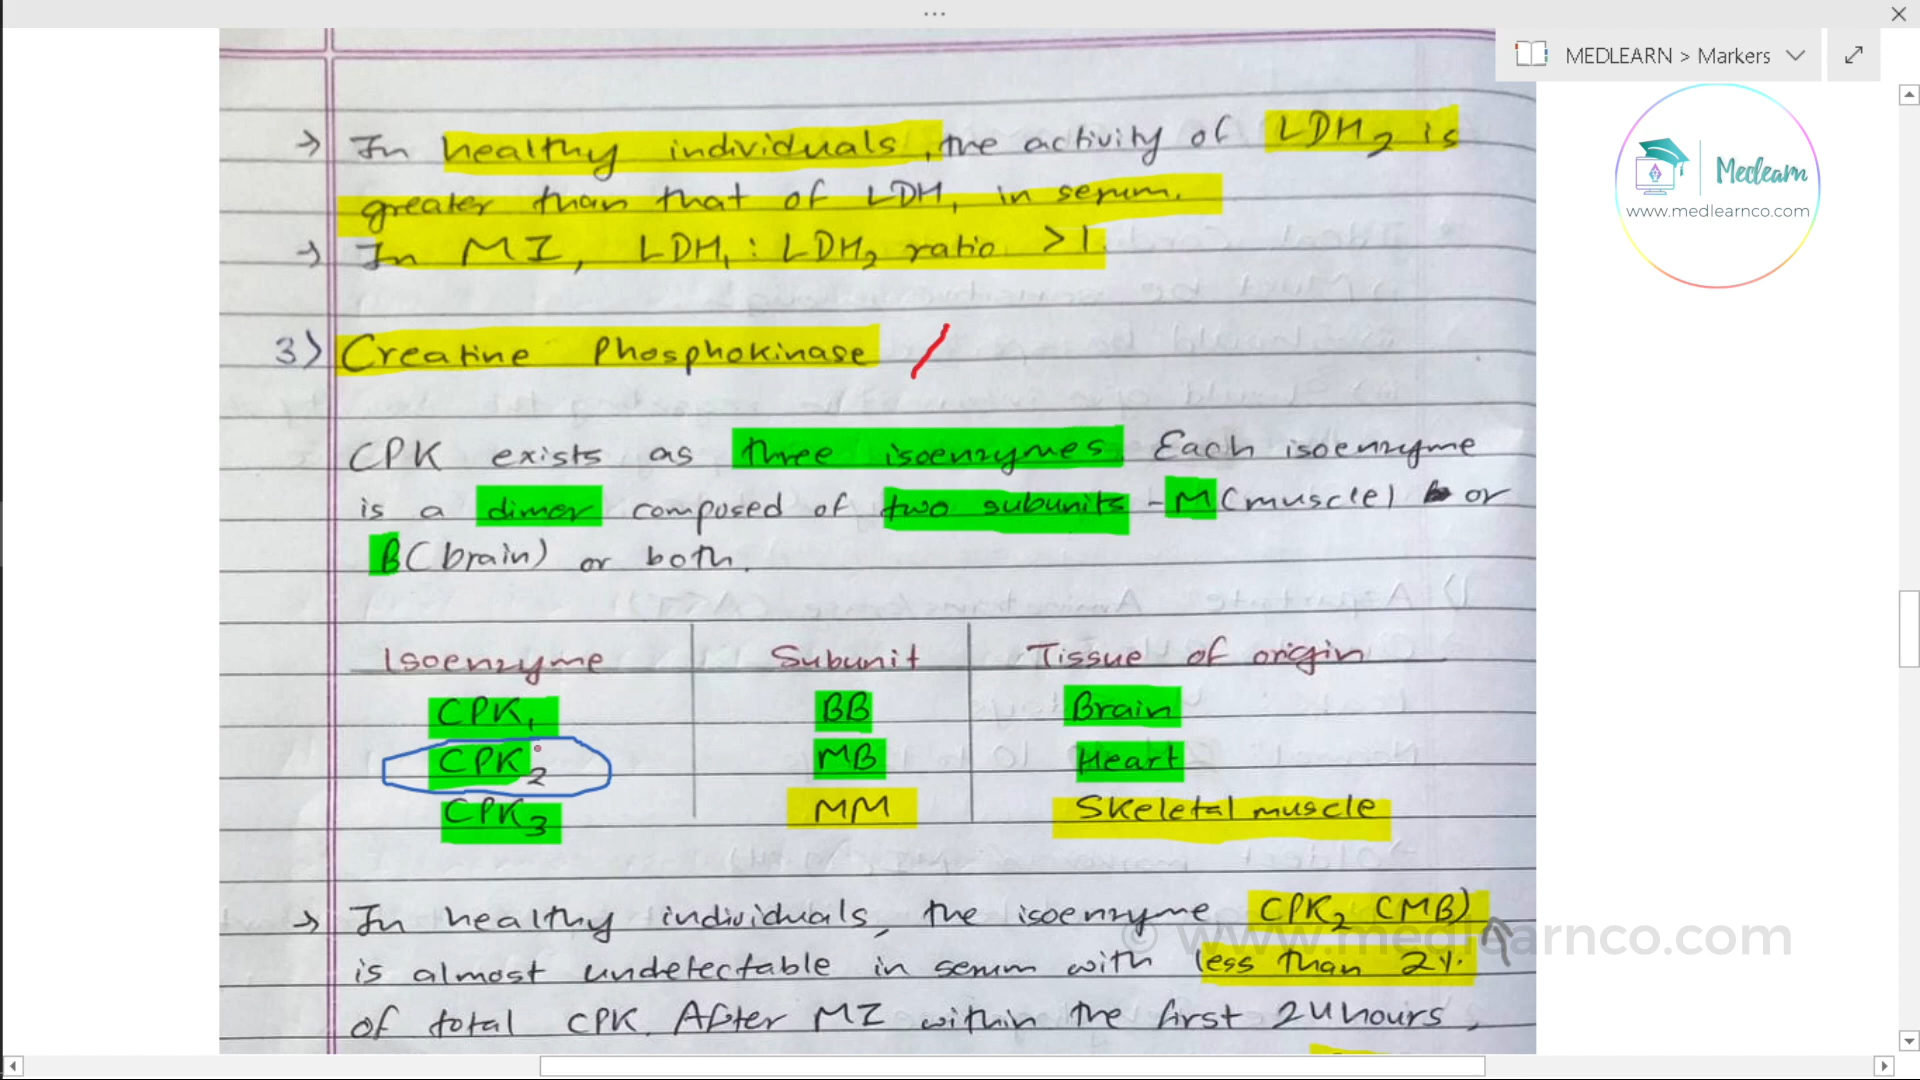 ...
MEDLEARN > Markers
Medlearn
www.medlearnco.com
→ In healthy individuals, the activity of LDH₂ is
greater than that of LDH₁ in serum.
→ In MI, LDH₁ : LDH₂ ratio > 1.
3) Creatine Phosphokinase
CPK exists as three isoenzymes. Each isoenzyme
is a dimer composed of two subunits - M (muscle) or
B (brain) or both.
Isoenzyme Subunit Tissue of origin
CPK₁ BB Brain
CPK₂ MB Heart
CPK₃ MM Skeletal muscle
→ In healthy individuals, the isoenzyme CPK₂ (MB)
© www.medlearnco.com
is almost undetectable in serum with less than 2%
of total CPK. After MI within the first 24 hours,